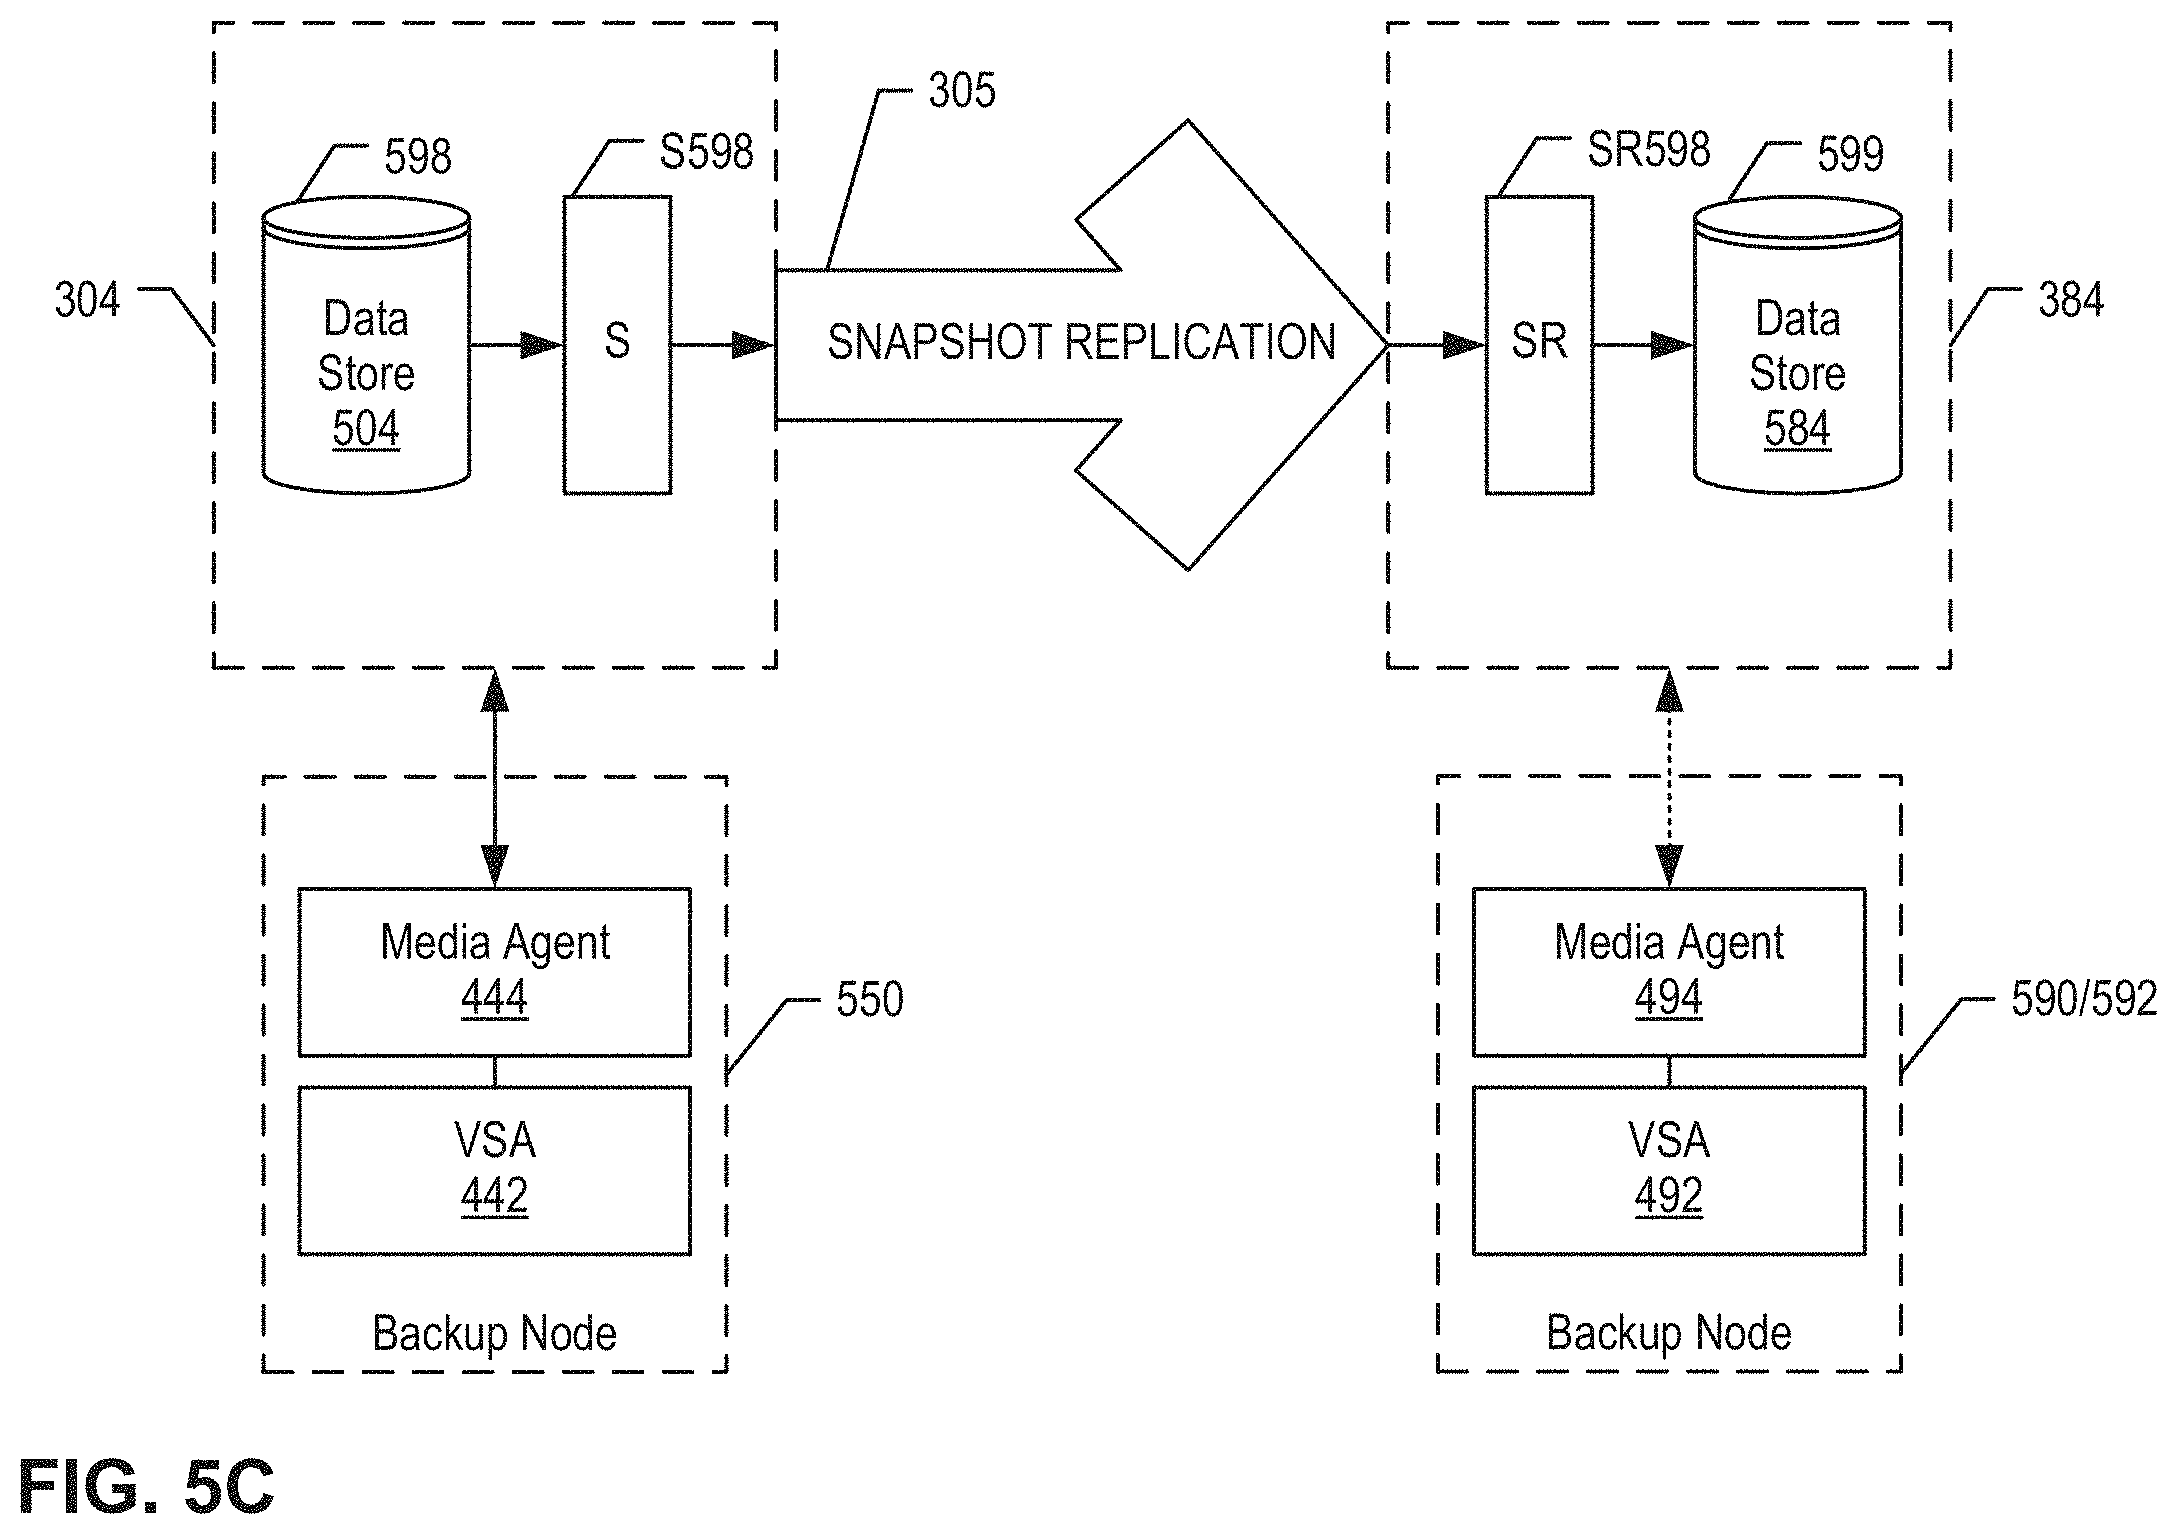 305
598
S598
SR598
599
304
Data
Store
504
S
SNAPSHOT REPLICATION
SR
Data
Store
584
384
Media Agent
444
550
VSA
442
Backup Node
Media Agent
494
590/592
VSA
492
Backup Node
FIG. 5C